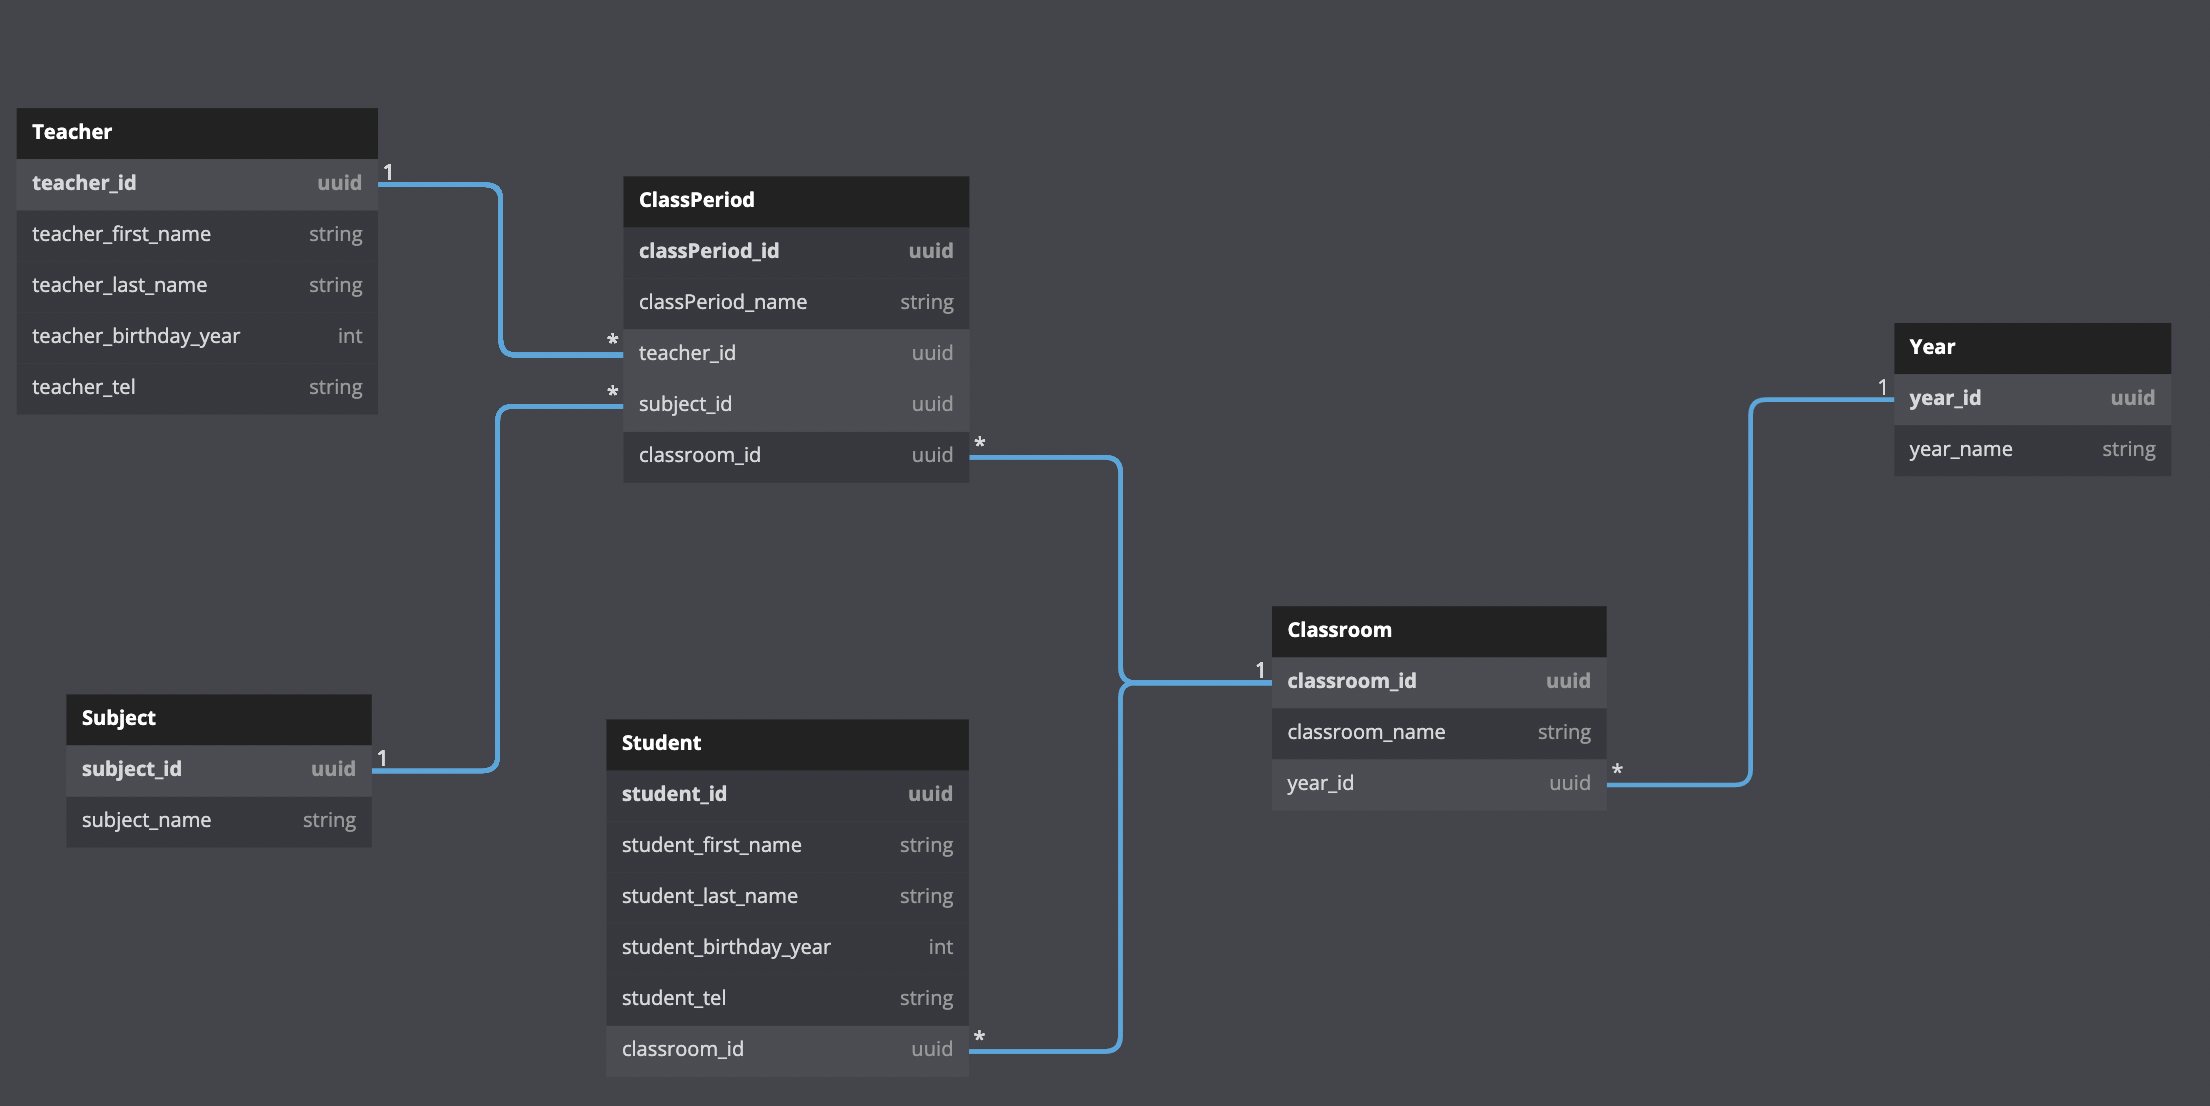 Teacher
teacher_id uuid 1
teacher_first_name string
teacher_last_name string
teacher_birthday_year int
teacher_tel string
ClassPeriod
classPeriod_id uuid
classPeriod_name string
* teacher_id uuid
* subject_id uuid
classroom_id uuid *
Year
1 year_id uuid
year_name string
Subject
subject_id uuid 1
subject_name string
Student
student_id uuid
student_first_name string
student_last_name string
student_birthday_year int
student_tel string
classroom_id uuid *
Classroom
1 classroom_id uuid
classroom_name string
year_id uuid *